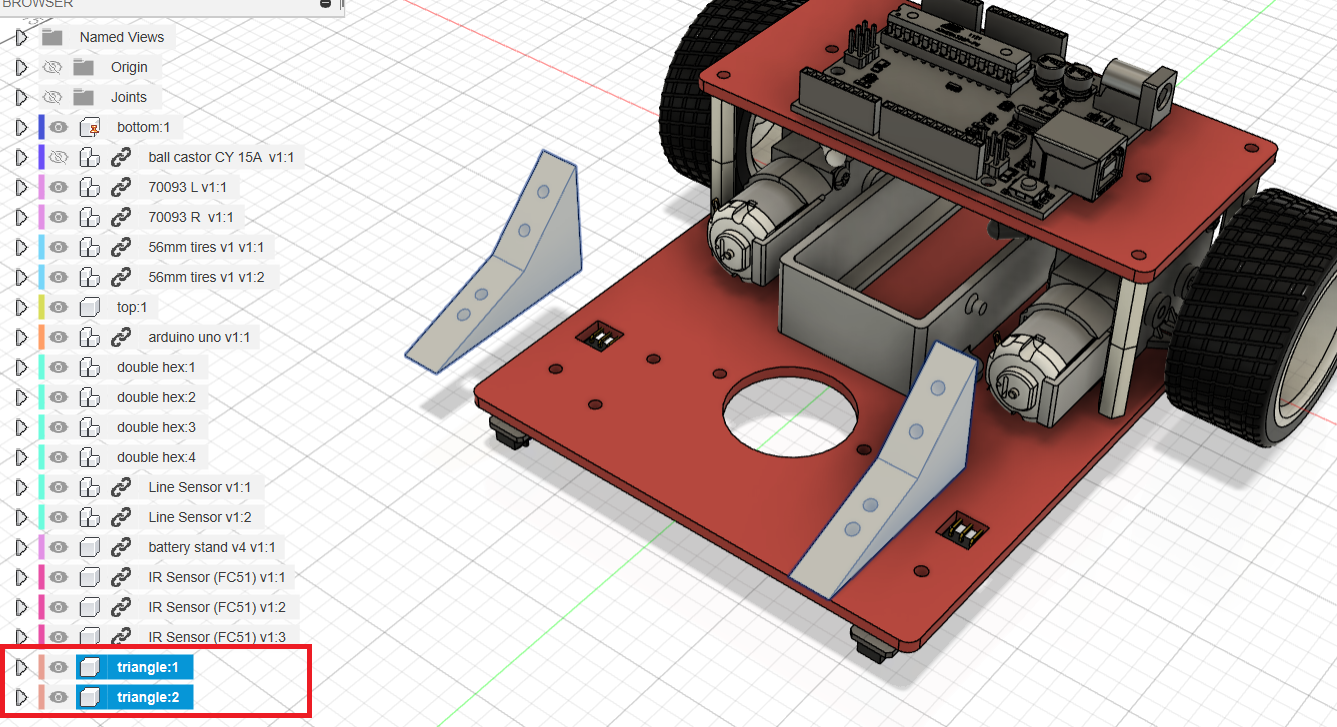 BROWSER
Named Views
Origin
Joints
bottom:1
ball castor CY 15A v1:1
70093 L v1:1
70093 R v1:1
56mm tires v1 v1:1
56mm tires v1 v1:2
top:1
arduino uno v1:1
double hex:1
double hex:2
double hex:3
double hex:4
Line Sensor v1:1
Line Sensor v1:2
battery stand v4 v1:1
IR Sensor (FC51) v1:1
IR Sensor (FC51) v1:2
IR Sensor (FC51) v1:3
triangle:1
triangle:2